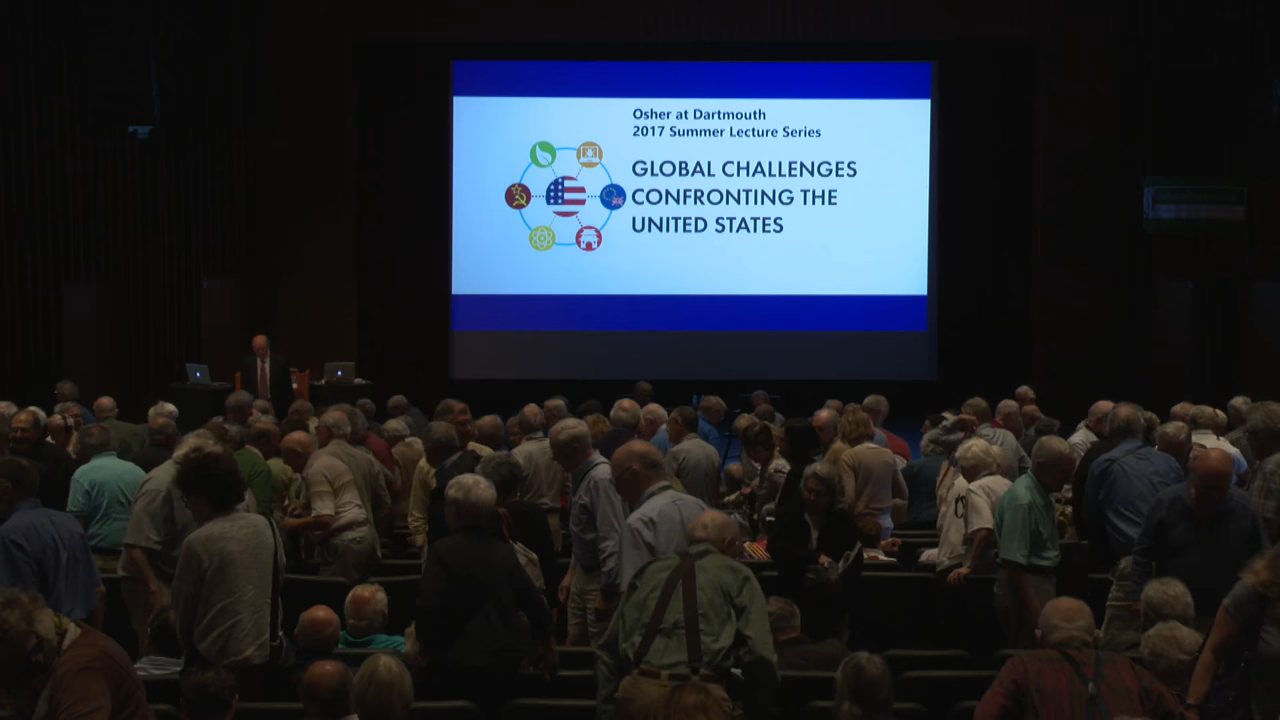 Osher at Dartmouth
2017 Summer Lecture Series
GLOBAL CHALLENGES
CONFRONTING THE
UNITED STATES